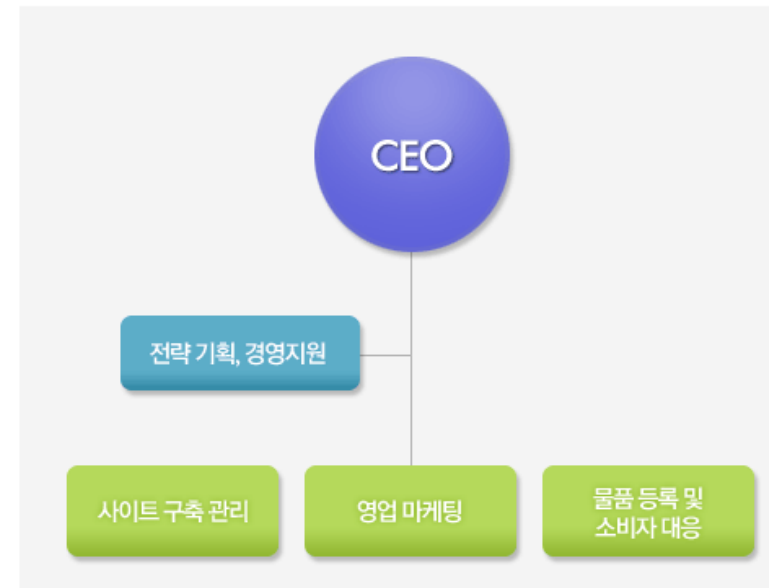 CEO
전략 기획, 경영지원
사이트 구축 관리
영업 마케팅
물품 등록 및
소비자 대응